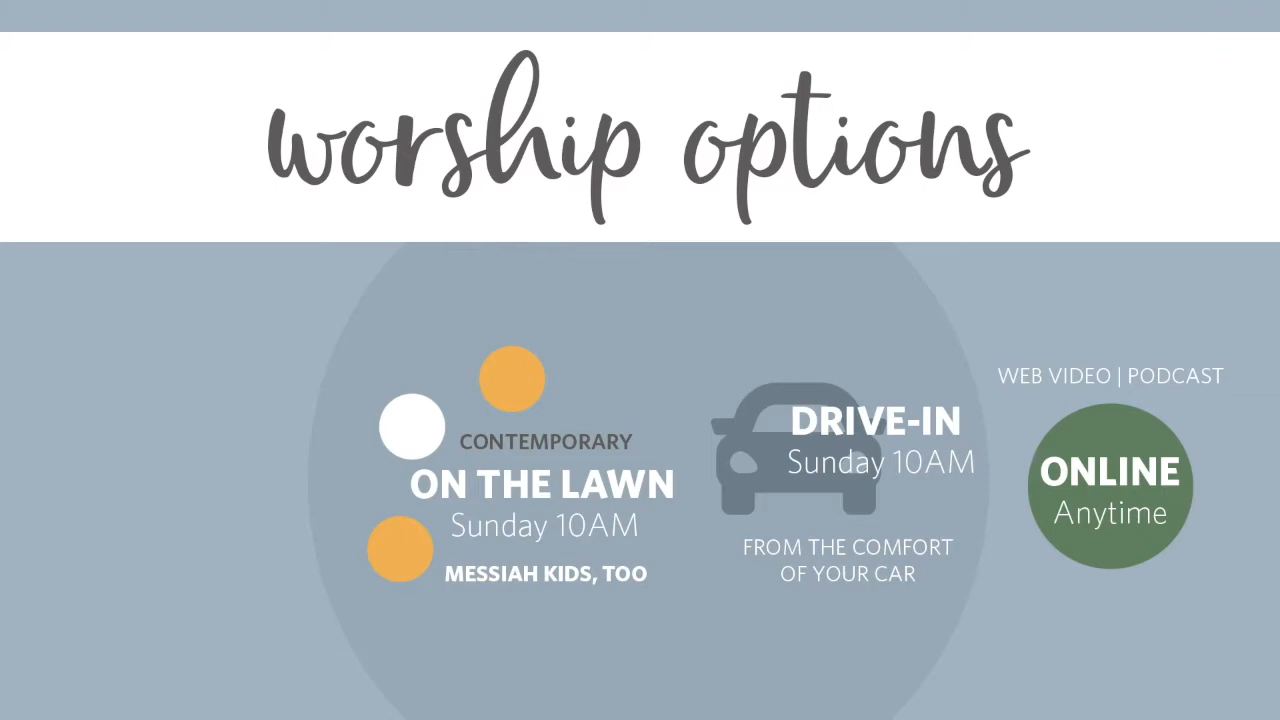 worship options
CONTEMPORARY
ON THE LAWN
Sunday 10AM
MESSIAH KIDS, TOO
DRIVE-IN
Sunday 10AM
FROM THE COMFORT
OF YOUR CAR
WEB VIDEO | PODCAST
ONLINE
Anytime